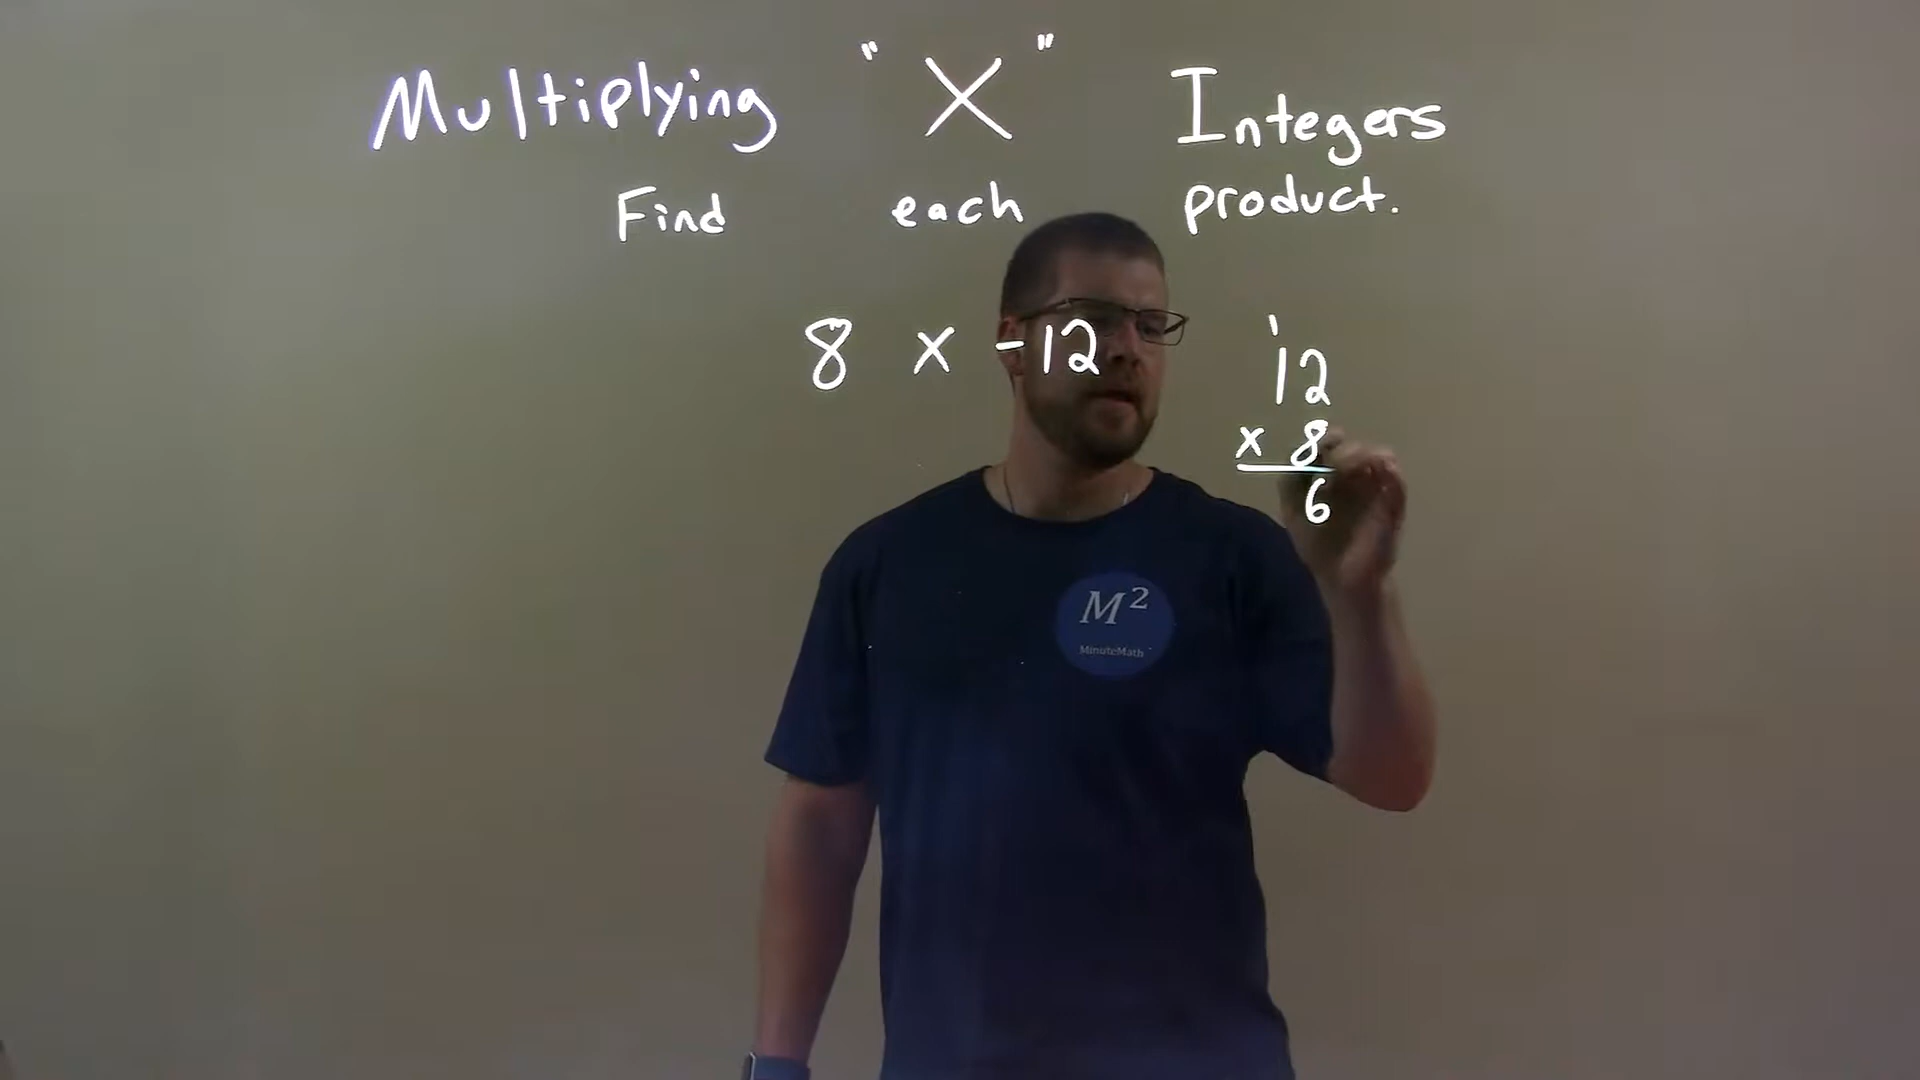 Multiplying "X" Integers
Find each product.
8 x -12
1
12
x 8
6
M²
MinuteMath